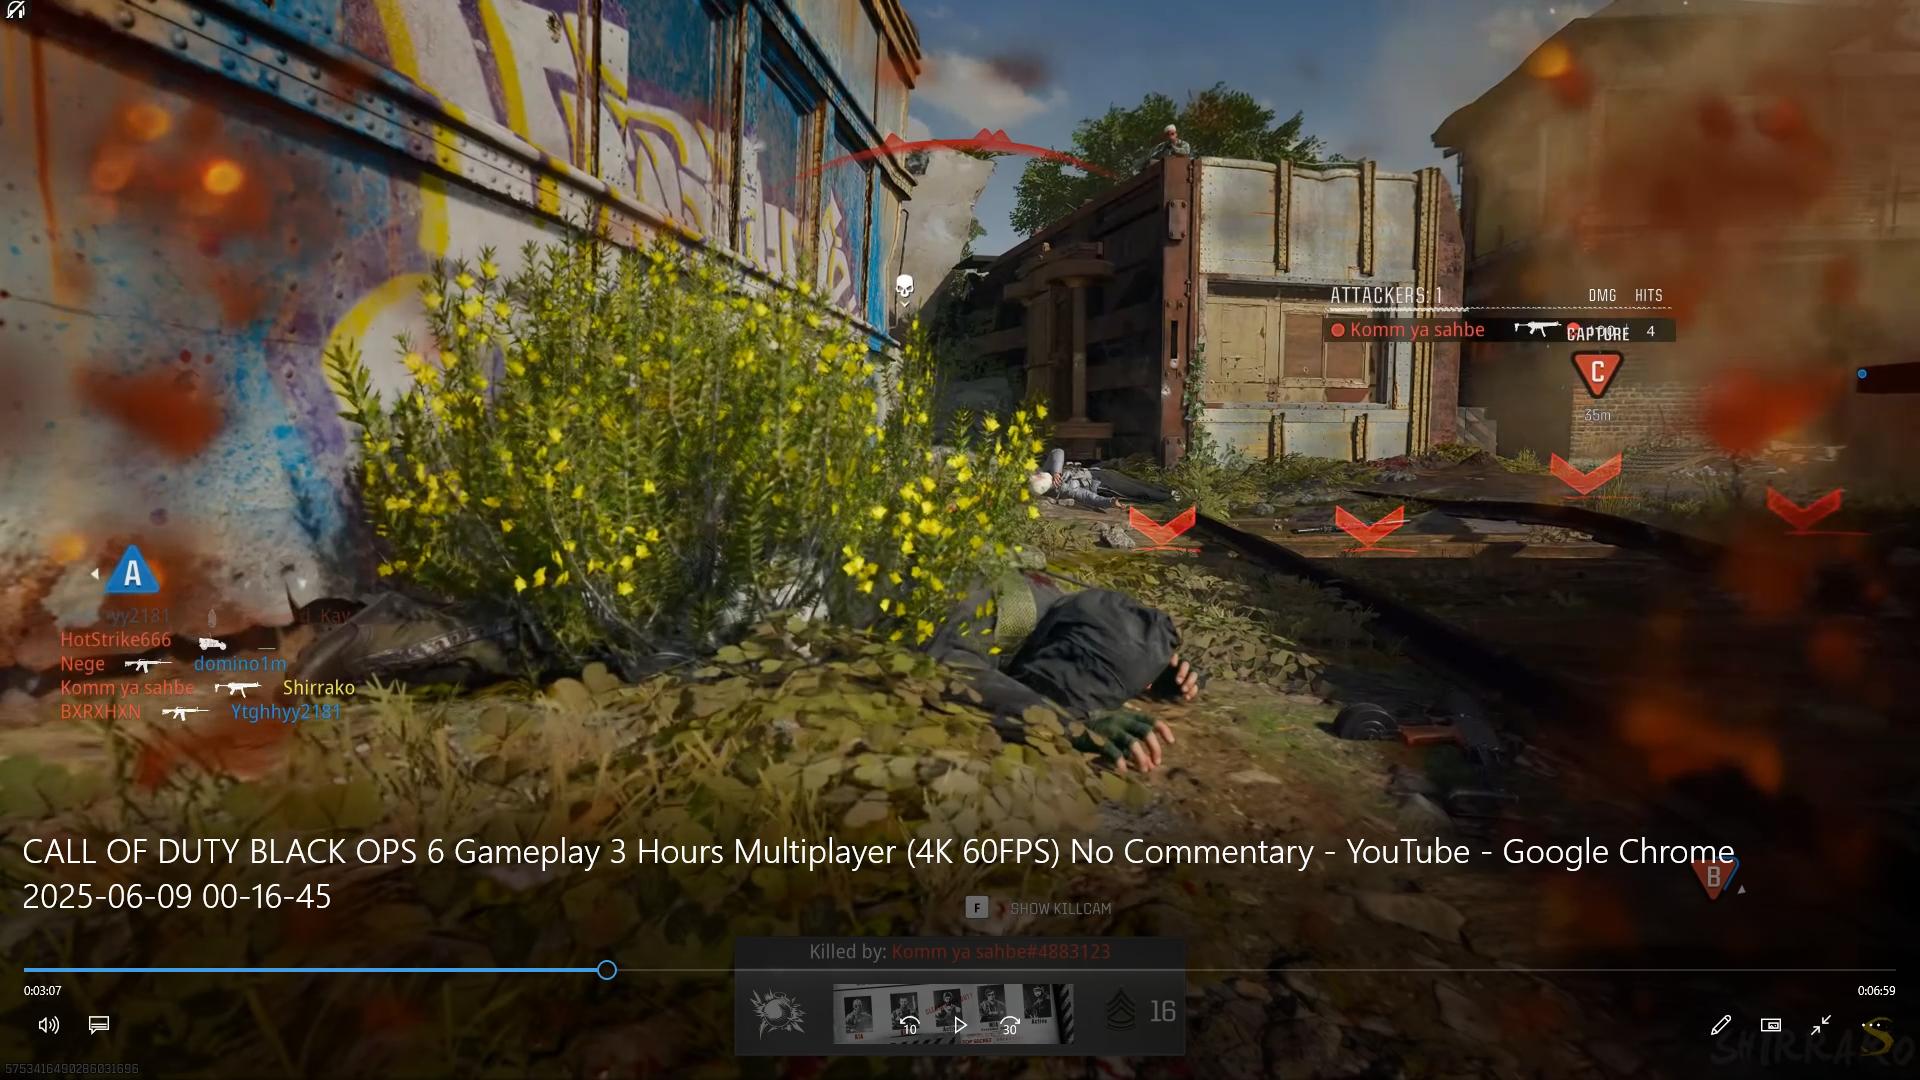 ATTACKERS: 1 DMG HITS
Komm ya sahbe 4
CAPTURE
C
35m
A
HotStrike666
Nege domino1m
Komm ya sahbe Shirrako
BXRXHXN Ytghhyy2181
CALL OF DUTY BLACK OPS 6 Gameplay 3 Hours Multiplayer (4K 60FPS) No Commentary - YouTube - Google Chrome
2025-06-09 00-16-45
B
F SHOW KILLCAM
Killed by: Komm ya sahbe#4883123
0:03:07
0:06:59
16
10
30
SHIRRAKO
5753416490286031696